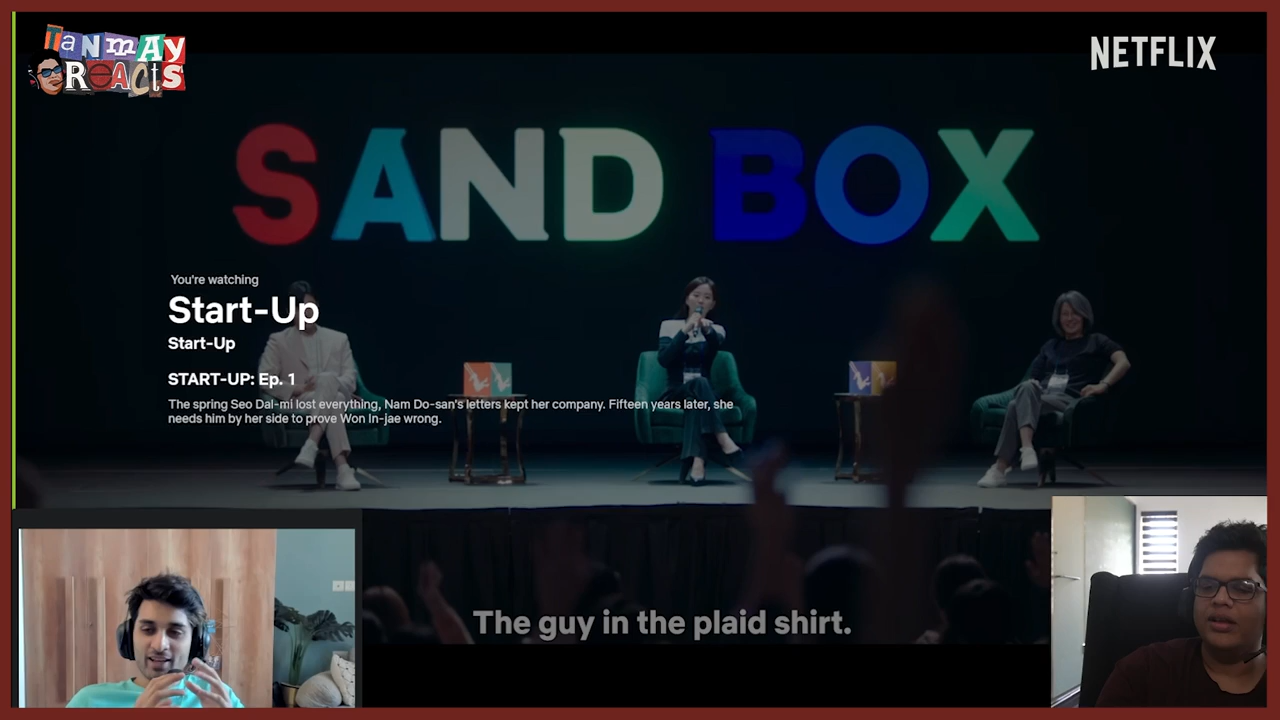 TaNmAy
REACtS
NETFLIX
SAND BOX
You're watching
Start-Up
Start-Up
START-UP: Ep. 1
The spring Seo Dal-mi lost everything, Nam Do-san's letters kept her company. Fifteen years later, she
needs him by her side to prove Won In-jae wrong.
The guy in the plaid shirt.